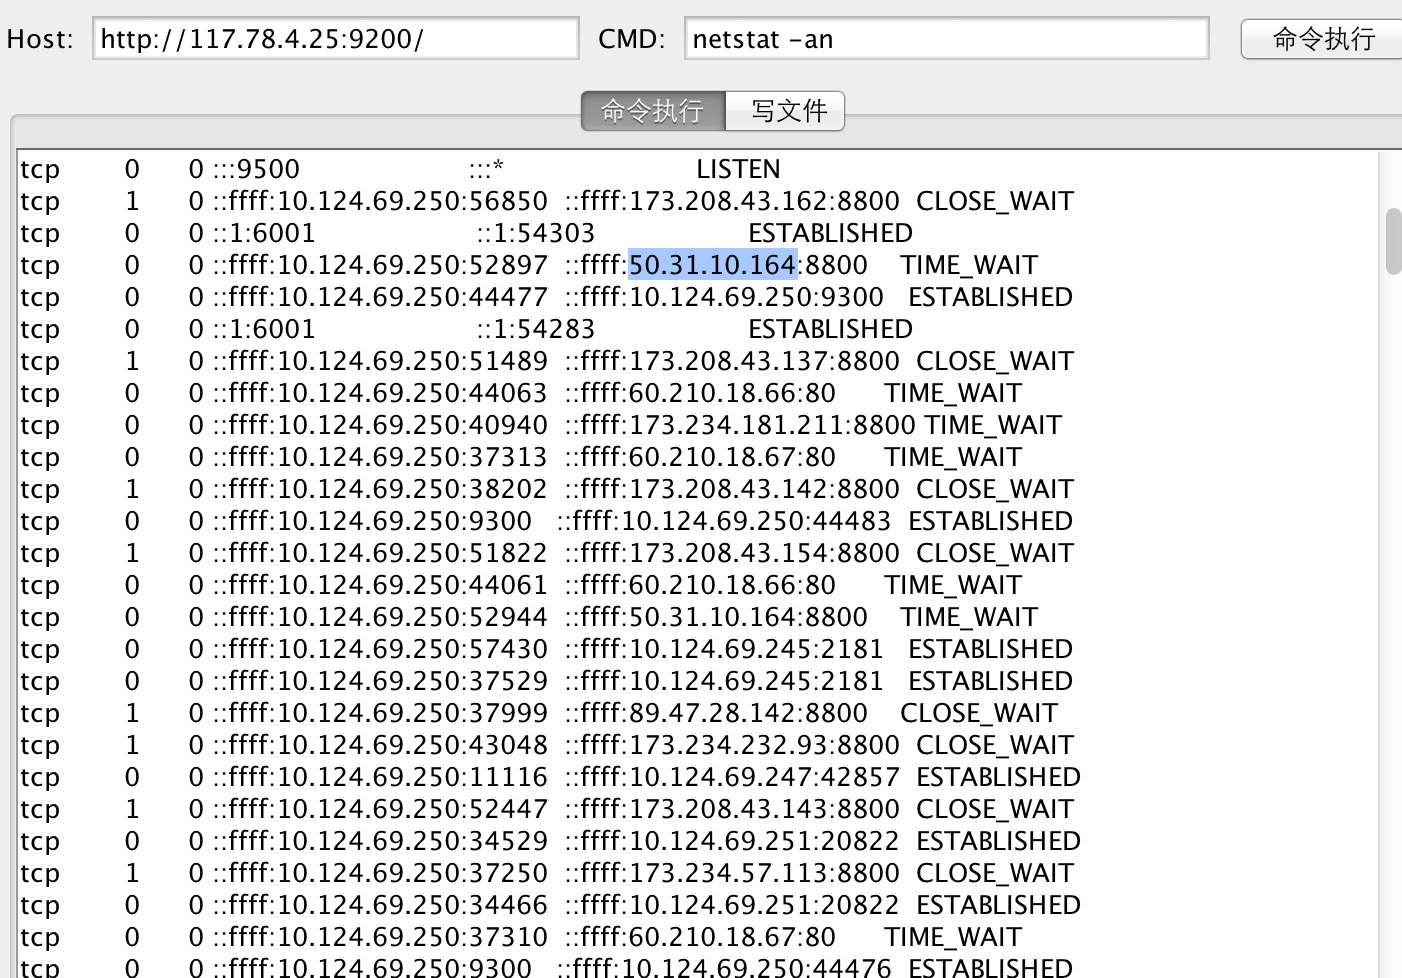 Host: http://117.78.4.25:9200/ CMD: netstat -an 命令执行
命令执行 写文件
tcp 0 0 :::9500 :::* LISTEN
tcp 1 0 ::ffff:10.124.69.250:56850 ::ffff:173.208.43.162:8800 CLOSE_WAIT
tcp 0 0 ::1:6001 ::1:54303 ESTABLISHED
tcp 0 0 ::ffff:10.124.69.250:52897 ::ffff:50.31.10.164:8800 TIME_WAIT
tcp 0 0 ::ffff:10.124.69.250:44477 ::ffff:10.124.69.250:9300 ESTABLISHED
tcp 0 0 ::1:6001 ::1:54283 ESTABLISHED
tcp 1 0 ::ffff:10.124.69.250:51489 ::ffff:173.208.43.137:8800 CLOSE_WAIT
tcp 0 0 ::ffff:10.124.69.250:44063 ::ffff:60.210.18.66:80 TIME_WAIT
tcp 0 0 ::ffff:10.124.69.250:40940 ::ffff:173.234.181.211:8800 TIME_WAIT
tcp 0 0 ::ffff:10.124.69.250:37313 ::ffff:60.210.18.67:80 TIME_WAIT
tcp 1 0 ::ffff:10.124.69.250:38202 ::ffff:173.208.43.142:8800 CLOSE_WAIT
tcp 0 0 ::ffff:10.124.69.250:9300 ::ffff:10.124.69.250:44483 ESTABLISHED
tcp 1 0 ::ffff:10.124.69.250:51822 ::ffff:173.208.43.154:8800 CLOSE_WAIT
tcp 0 0 ::ffff:10.124.69.250:44061 ::ffff:60.210.18.66:80 TIME_WAIT
tcp 0 0 ::ffff:10.124.69.250:52944 ::ffff:50.31.10.164:8800 TIME_WAIT
tcp 0 0 ::ffff:10.124.69.250:57430 ::ffff:10.124.69.245:2181 ESTABLISHED
tcp 0 0 ::ffff:10.124.69.250:37529 ::ffff:10.124.69.245:2181 ESTABLISHED
tcp 1 0 ::ffff:10.124.69.250:37999 ::ffff:89.47.28.142:8800 CLOSE_WAIT
tcp 1 0 ::ffff:10.124.69.250:43048 ::ffff:173.234.232.93:8800 CLOSE_WAIT
tcp 0 0 ::ffff:10.124.69.250:11116 ::ffff:10.124.69.247:42857 ESTABLISHED
tcp 1 0 ::ffff:10.124.69.250:52447 ::ffff:173.208.43.143:8800 CLOSE_WAIT
tcp 0 0 ::ffff:10.124.69.250:34529 ::ffff:10.124.69.251:20822 ESTABLISHED
tcp 1 0 ::ffff:10.124.69.250:37250 ::ffff:173.234.57.113:8800 CLOSE_WAIT
tcp 0 0 ::ffff:10.124.69.250:34466 ::ffff:10.124.69.251:20822 ESTABLISHED
tcp 0 0 ::ffff:10.124.69.250:37310 ::ffff:60.210.18.67:80 TIME_WAIT
tcp 0 0 ::ffff:10.124.69.250:9300 ::ffff:10.124.69.250:44476 ESTABLISHED